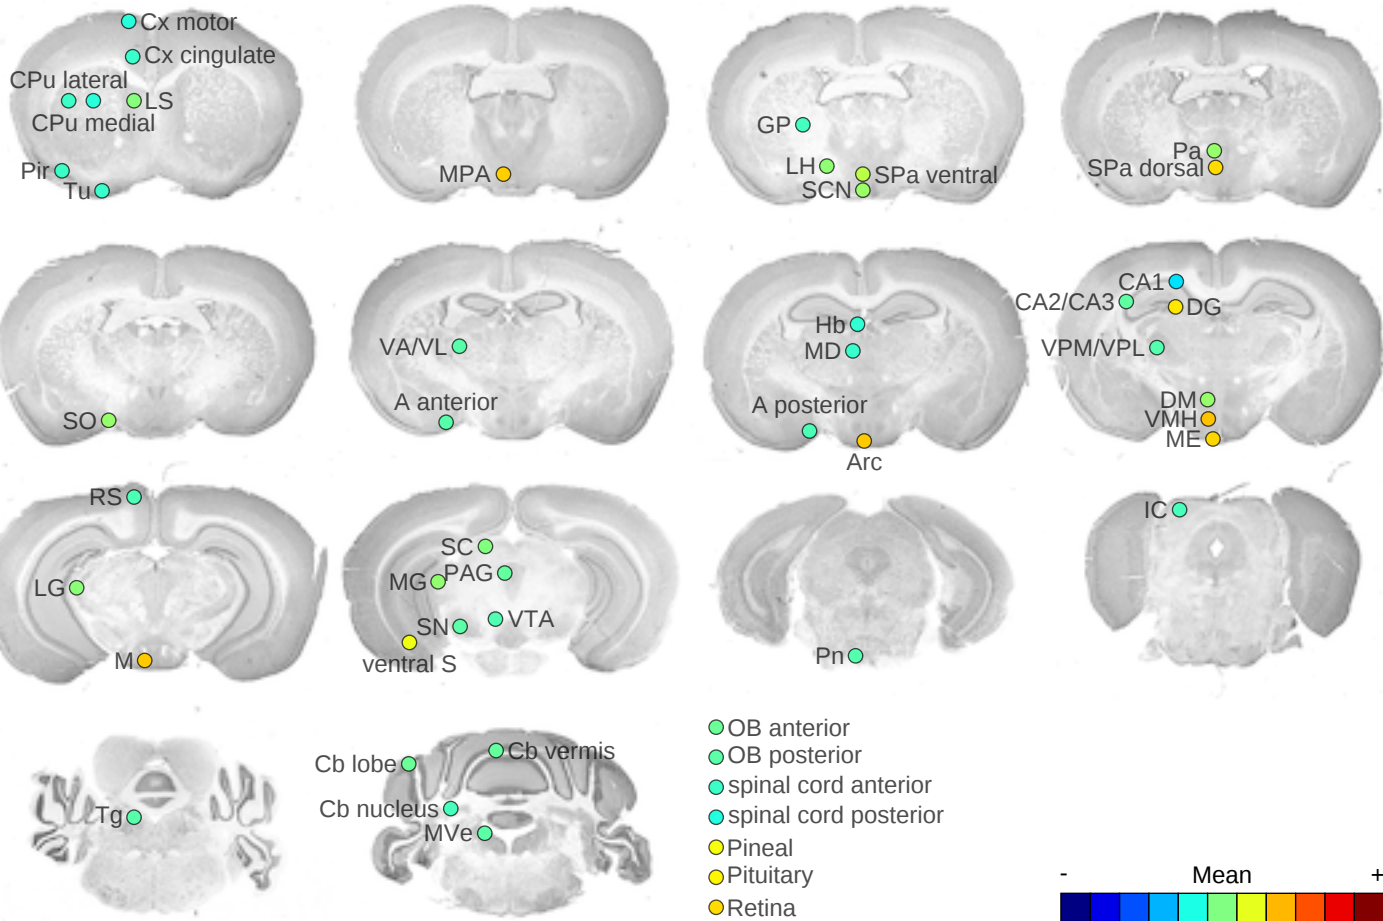 Cx motor
Cx cingulate
CPu lateral
LS
CPu medial
Pir
Tu
MPA
GP
LH
SPa ventral
SCN
Pa
SPa dorsal
SO
VA/VL
A anterior
Hb
MD
A posterior
Arc
CA1
CA2/CA3
DG
VPM/VPL
DM
VMH
ME
RS
LG
M
SC
MG
PAG
SN
VTA
ventral S
Pn
IC
Tg
Cb lobe
Cb vermis
Cb nucleus
MVe
OB anterior
OB posterior
spinal cord anterior
spinal cord posterior
Pineal
Pituitary
Retina
- Mean +